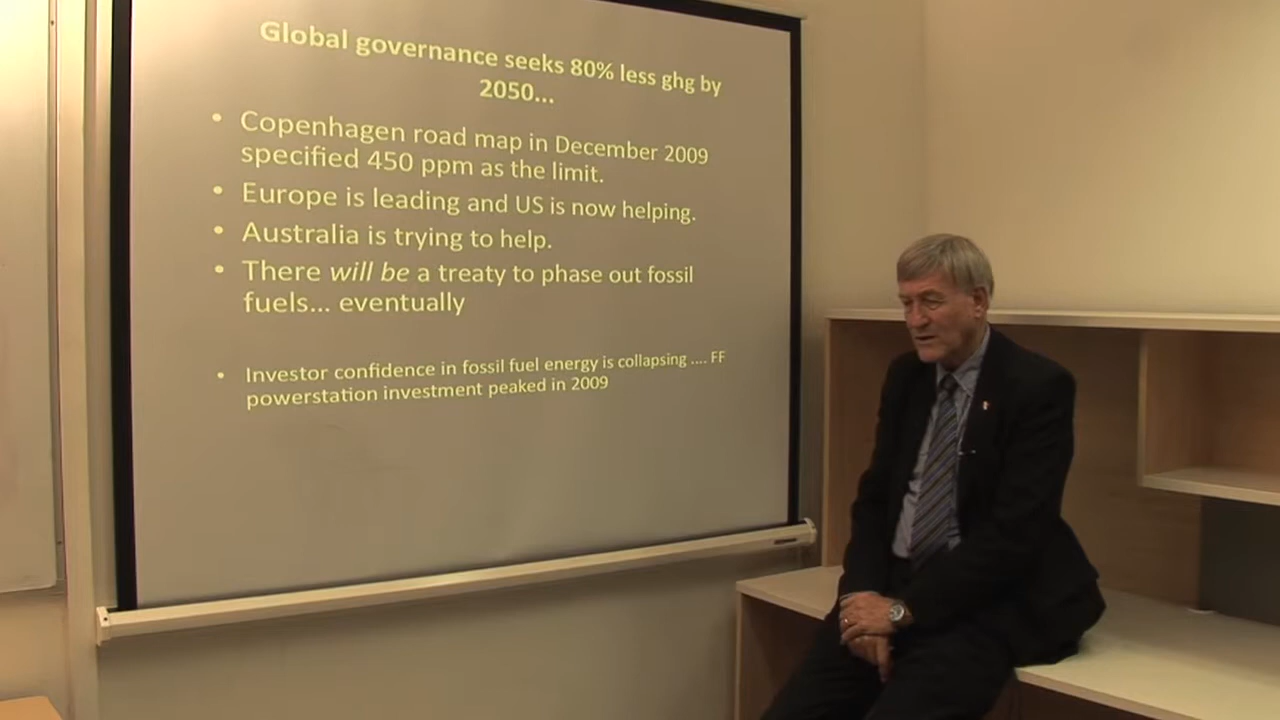 Global governance seeks 80% less ghg by
2050...
• Copenhagen road map in December 2009
specified 450 ppm as the limit.
• Europe is leading and US is now helping.
• Australia is trying to help.
• There will be a treaty to phase out fossil
fuels... eventually
• Investor confidence in fossil fuel energy is collapsing .... FF
powerstation investment peaked in 2009